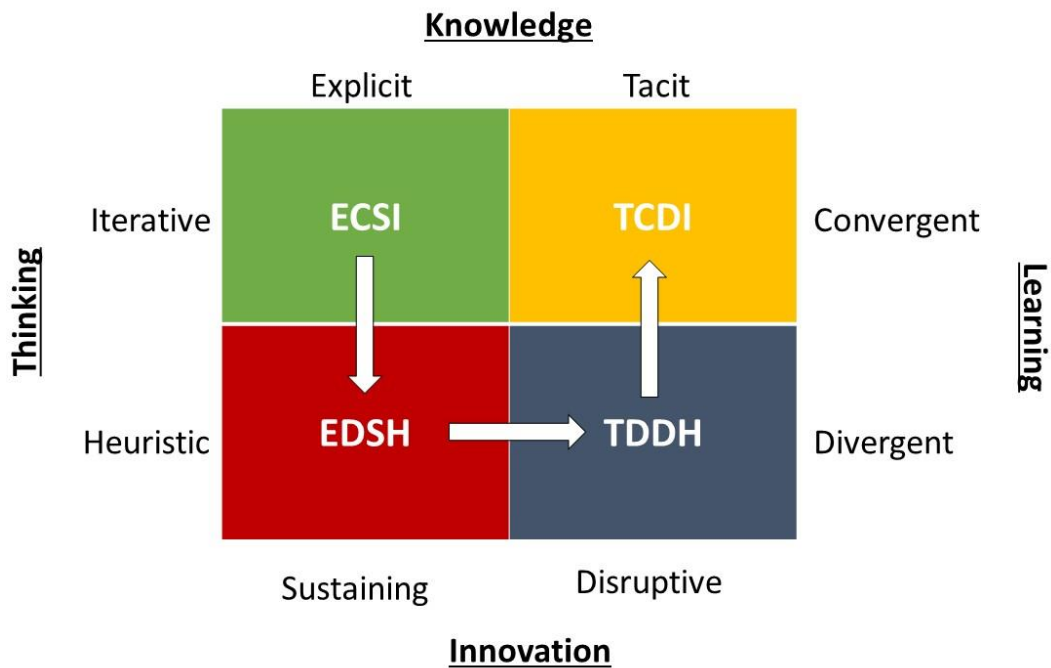 Knowledge
Explicit Tacit
Iterative ECSI TCDI Convergent
Thinking
Learning
Heuristic EDSH TDDH Divergent
Sustaining Disruptive
Innovation